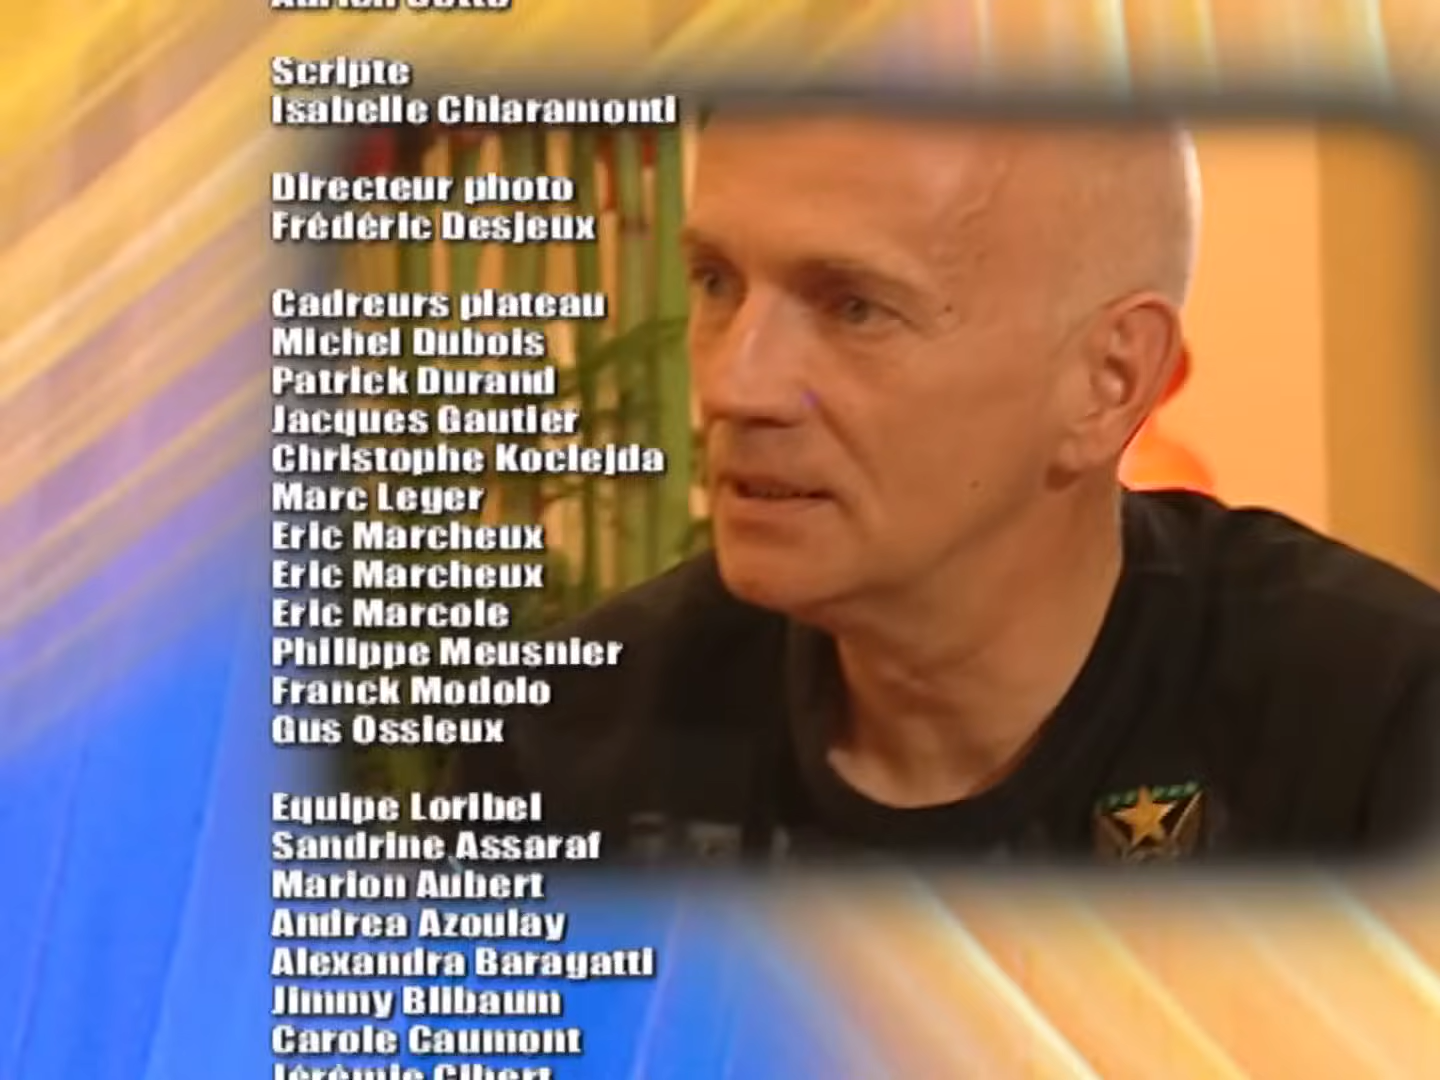 Scripte
Isabelle Chiaramonti
Directeur photo
Frédéric Desjeux
Cadreurs plateau
Michel Dubois
Patrick Durand
Jacques Gautier
Christophe Kociejda
Marc Leger
Eric Marcheux
Eric Marcheux
Eric Marcole
Philippe Meusnier
Franck Modolo
Gus Ossieux
Equipe Loribel
Sandrine Assaraf
Marion Aubert
Andrea Azoulay
Alexandra Baragatti
Jimmy Bilbaum
Carole Caumont
Jérémie Cibert